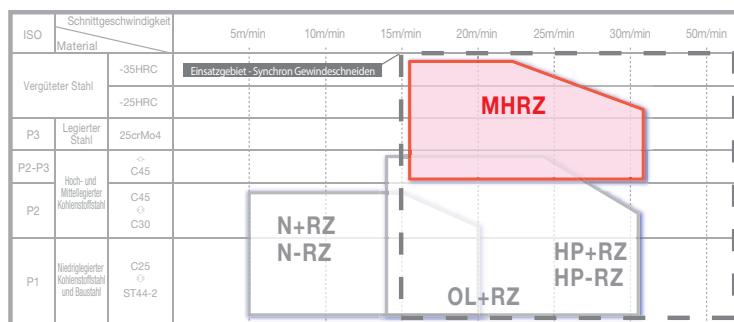 ISO
Schnittgeschwindigkeit
Material
5m/min
10m/min
15m/min
20m/min
25m/min
30m/min
50m/min
Vergüteter Stahl
-35HRC
-25HRC
Einsatzgebiet - Synchron Gewindeschneiden
MHRZ
P3
Legierter
Stahl
25crMo4
P2-P3
Hoch- und
Mittellegierter
Kohlenstoffstahl
C45
P2
C45
C30
N+RZ
N-RZ
HP+RZ
HP-RZ
OL+RZ
P1
Niedriglegierter
Kohlenstoffstahl
und Baustahl
C25
ST44-2